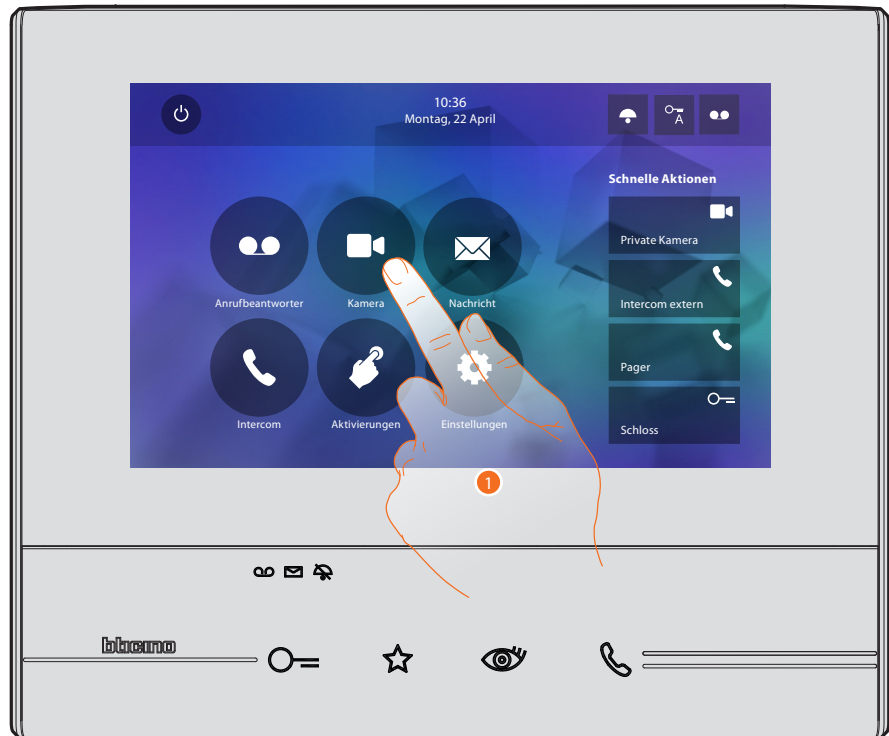 10:36
Montag, 22 April
A
Schnelle Aktionen
Private Kamera
Anrufbeantworter
Kamera
Nachricht
Intercom extern
Pager
Intercom
Aktivierungen
Einstellungen
Schloss
1
bticino